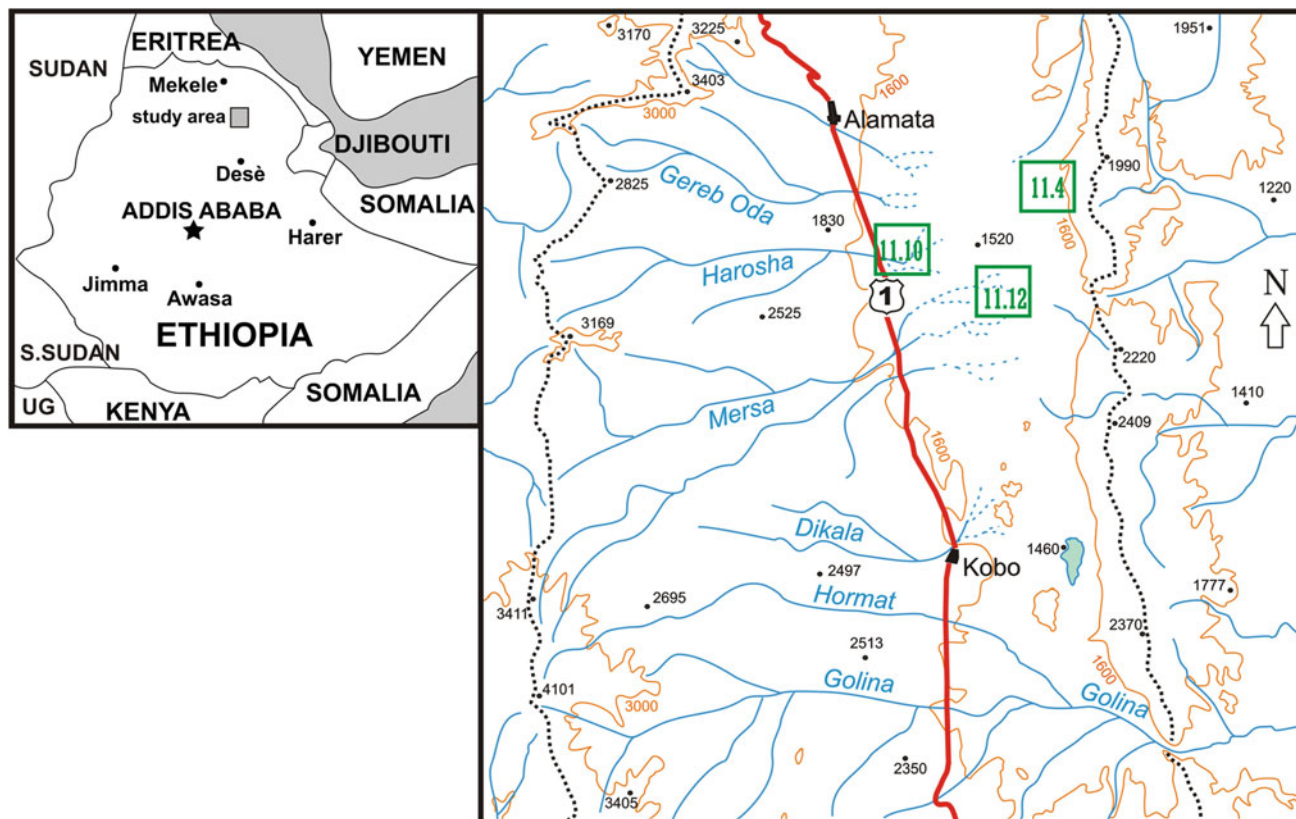 ERITREA
YEMEN
SUDAN
Mekele
study area
DJIBOUTI
Desè
SOMALIA
ADDIS ABABA
Harer
Jimma
Awasa
ETHIOPIA
S.SUDAN
SOMALIA
UG
KENYA
3170
3225
1951
3403
1600
3000
Alamata
1990
2825
Gereb Oda
11.4
1220
1830
11.10
1520
1600
Harosha
11.12
N
1
2525
3169
2220
Mersa
1410
2409
1600
Dikala
1460
Kobo
2497
Hormat
1777
2695
3411
2370
2513
Golina
1600
Golina
4101
3000
2350
3405